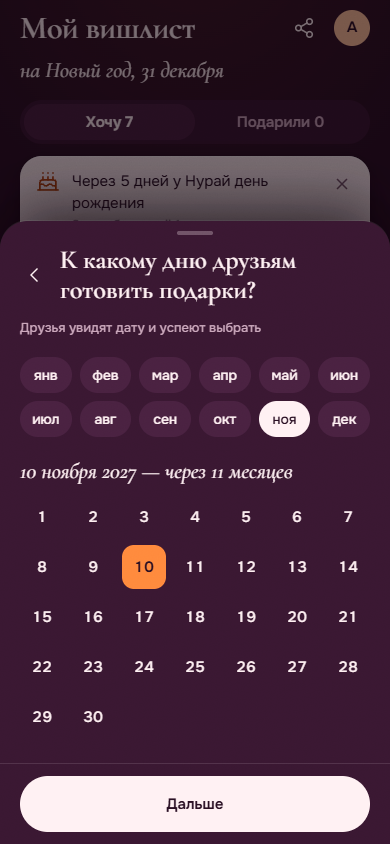 Мой вишлист
А
на Новый год, 31 декабря
Хочу 7
Подарили 0
Через 5 дней у Нурай день
рождения
К какому дню друзьям
готовить подарки?
Друзья увидят дату и успеют выбрать
янв фев мар апр май июн
июл авг сен окт ноя дек
10 ноября 2027 — через 11 месяцев
1 2 3 4 5 6 7
8 9 10 11 12 13 14
15 16 17 18 19 20 21
22 23 24 25 26 27 28
29 30
Дальше